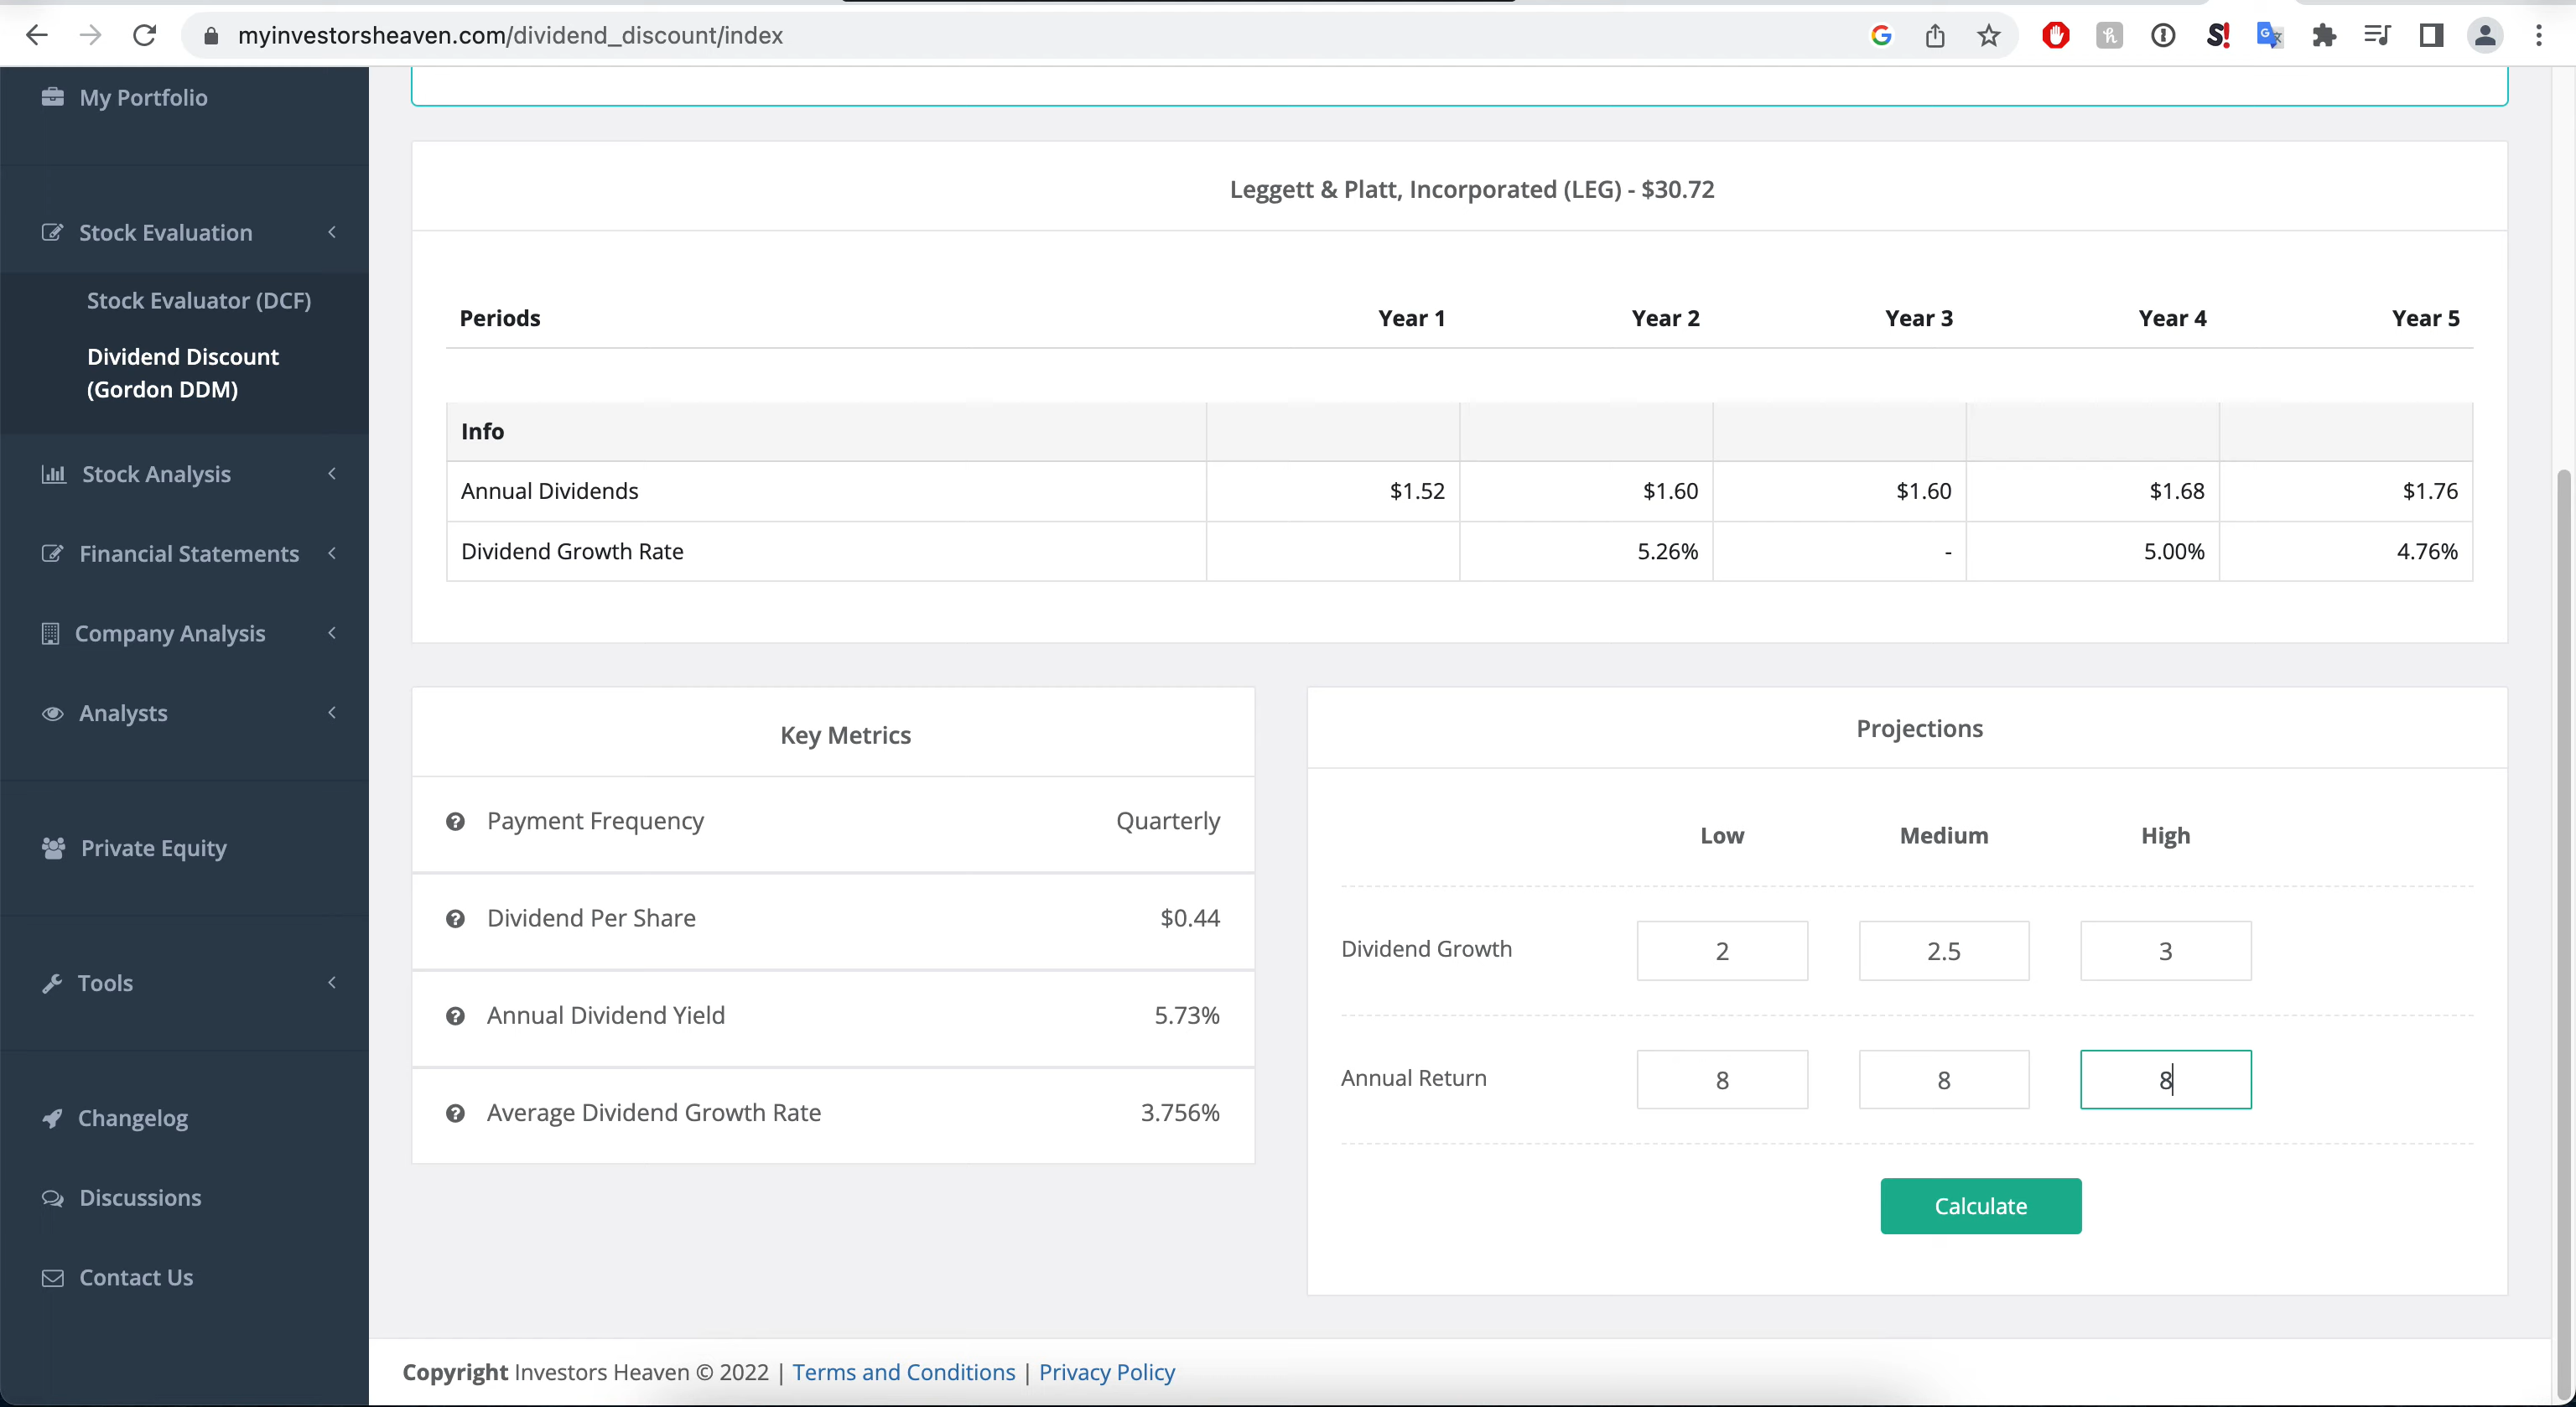 myinvestorsheaven.com/dividend_discount/index
My Portfolio
Stock Evaluation
Stock Evaluator (DCF)
Dividend Discount
(Gordon DDM)
Stock Analysis
Financial Statements
Company Analysis
Analysts
Private Equity
Tools
Changelog
Discussions
Contact Us
Leggett & Platt, Incorporated (LEG) - $30.72
Periods Year 1 Year 2 Year 3 Year 4 Year 5
Info
Annual Dividends $1.52 $1.60 $1.60 $1.68 $1.76
Dividend Growth Rate 5.26% - 5.00% 4.76%
Key Metrics
Payment Frequency Quarterly
Dividend Per Share $0.44
Annual Dividend Yield 5.73%
Average Dividend Growth Rate 3.756%
Projections
Low Medium High
Dividend Growth 2 2.5 3
Annual Return 8 8 8
Calculate
Copyright Investors Heaven © 2022 | Terms and Conditions | Privacy Policy